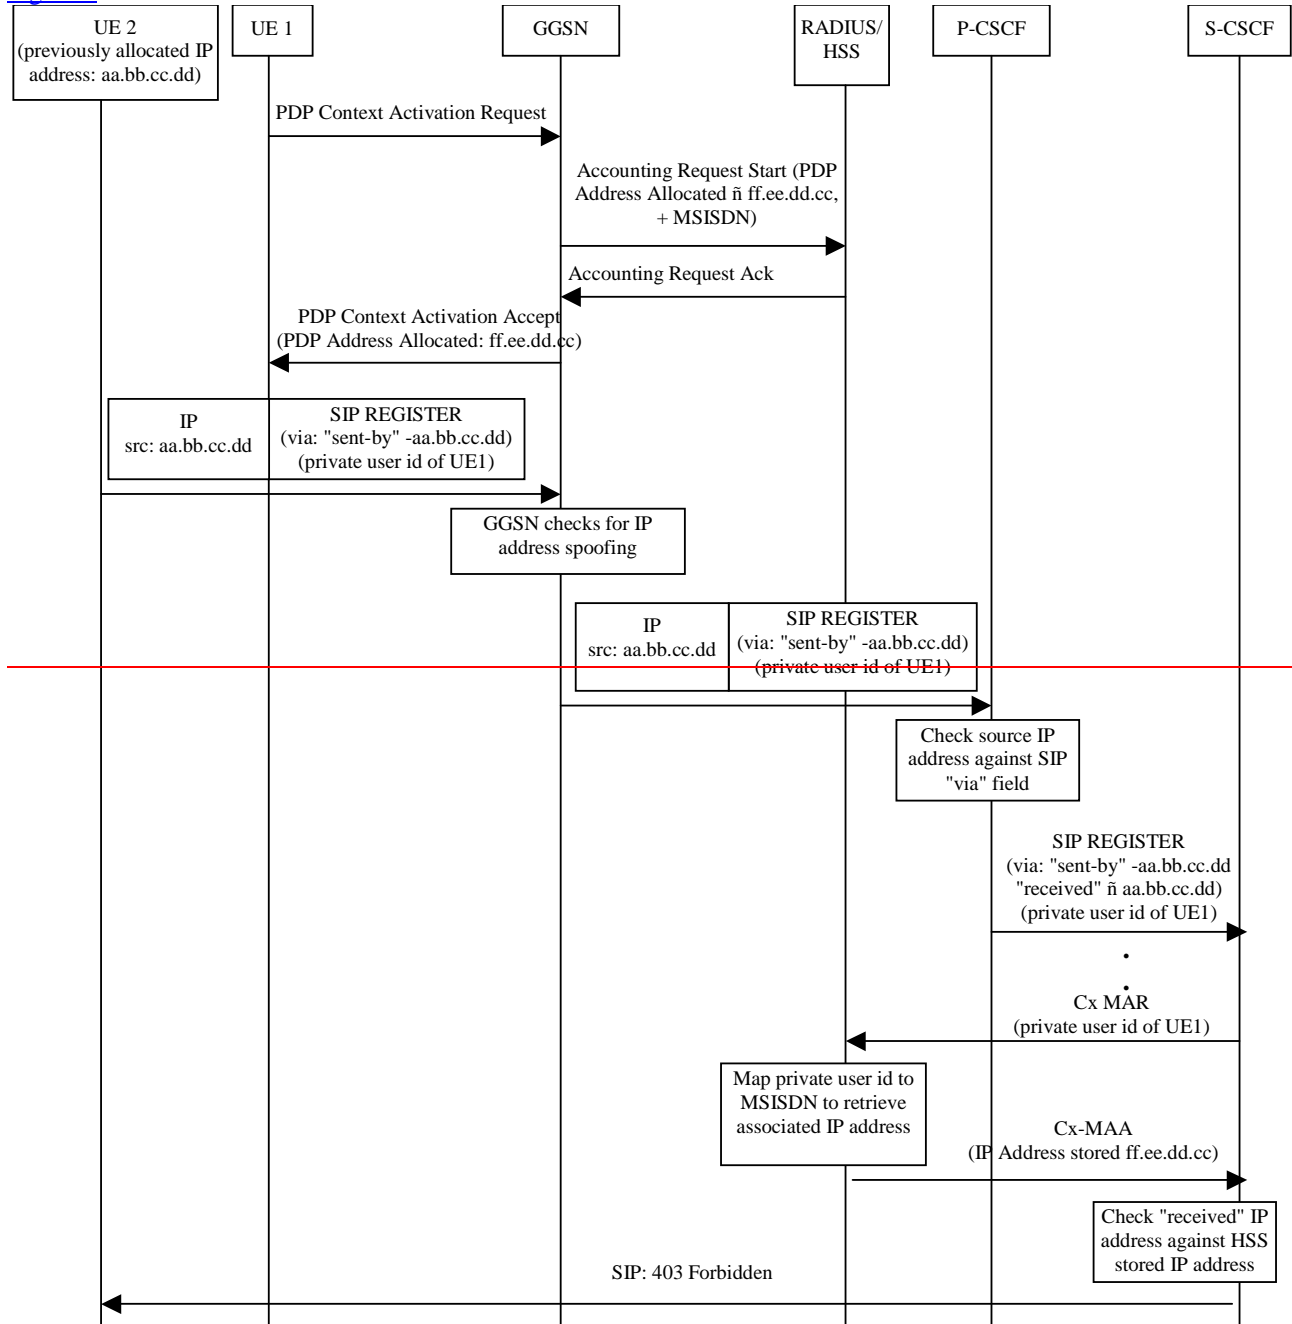 UE 2
(previously allocated IP
address: aa.bb.cc.dd)
UE 1
GGSN
RADIUS/
HSS
P-CSCF
S-CSCF
PDP Context Activation Request
Accounting Request Start (PDP
Address Allocated ñ ff.ee.dd.cc,
+ MSISDN)
Accounting Request Ack
PDP Context Activation Accept
(PDP Address Allocated: ff.ee.dd.cc)
IP
src: aa.bb.cc.dd
SIP REGISTER
(via: "sent-by" -aa.bb.cc.dd)
(private user id of UE1)
GGSN checks for IP
address spoofing
IP
src: aa.bb.cc.dd
SIP REGISTER
(via: "sent-by" -aa.bb.cc.dd)
(private user id of UE1)
Check source IP
address against SIP
"via" field
SIP REGISTER
(via: "sent-by" -aa.bb.cc.dd
"received" ñ aa.bb.cc.dd)
(private user id of UE1)
.
.
Cx MAR
(private user id of UE1)
Map private user id to
MSISDN to retrieve
associated IP address
Cx-MAA
(IP Address stored ff.ee.dd.cc)
Check "received" IP
address against HSS
stored IP address
SIP: 403 Forbidden